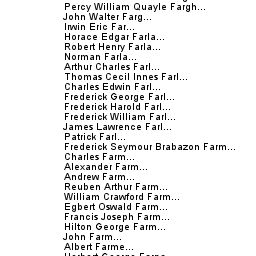 Percy William Quayle Fargh...
John Walter Farg...
Irwin Eric Far...
Horace Edgar Farla...
Robert Henry Farla...
Norman Farla...
Arthur Charles Farl...
Thomas Cecil Innes Farl...
Charles Edwin Farl...
Frederick George Farl...
Frederick Harold Farl...
Frederick William Farl...
James Lawrence Farl...
Patrick Farl...
Frederick Seymour Brabazon Farm...
Charles Farm...
Alexander Farm...
Andrew Farm...
Reuben Arthur Farm...
William Crawford Farm...
Egbert Oswald Farm...
Francis Joseph Farm...
Hilton George Farm...
John Farm...
Albert Farme...
Herbert George Farne...